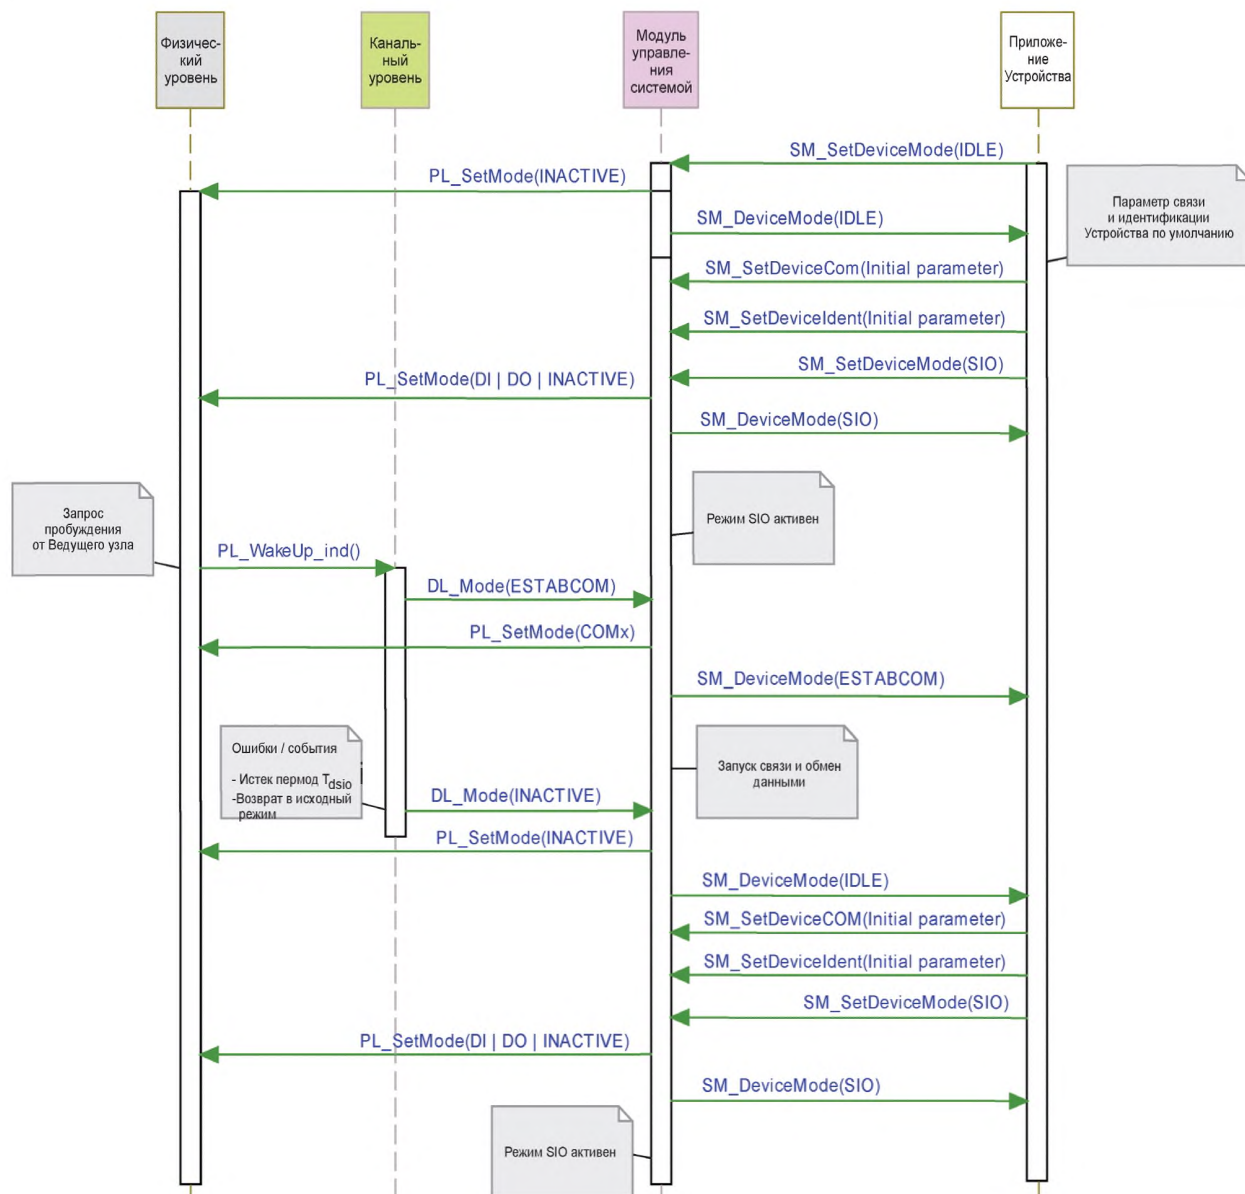 Физичес-
кий
уровень
Каналь-
ный
уровень
Модуль
управле-
ния
системой
Приложе-
ние
Устройства
SM_SetDeviceMode(IDLE)
PL_SetMode(INACTIVE)
Параметр связи
и идентификации
Устройства по умолчанию
SM_DeviceMode(IDLE)
SM_SetDeviceCom(Initial parameter)
SM_SetDeviceIdent(Initial parameter)
SM_SetDeviceMode(SIO)
PL_SetMode(DI | DO | INACTIVE)
SM_DeviceMode(SIO)
Запрос
пробуждения
от Ведущего узла
Режим SIO активен
PL_WakeUp_ind()
DL_Mode(ESTABCOM)
PL_SetMode(COMx)
SM_DeviceMode(ESTABCOM)
Ошибки / события
- Истек пермод Tdsio
-Возврат в исходный
режим
Запуск связи и обмен
данными
DL_Mode(INACTIVE)
PL_SetMode(INACTIVE)
SM_DeviceMode(IDLE)
SM_SetDeviceCOM(Initial parameter)
SM_SetDeviceIdent(Initial parameter)
SM_SetDeviceMode(SIO)
PL_SetMode(DI | DO | INACTIVE)
SM_DeviceMode(SIO)
Режим SIO активен